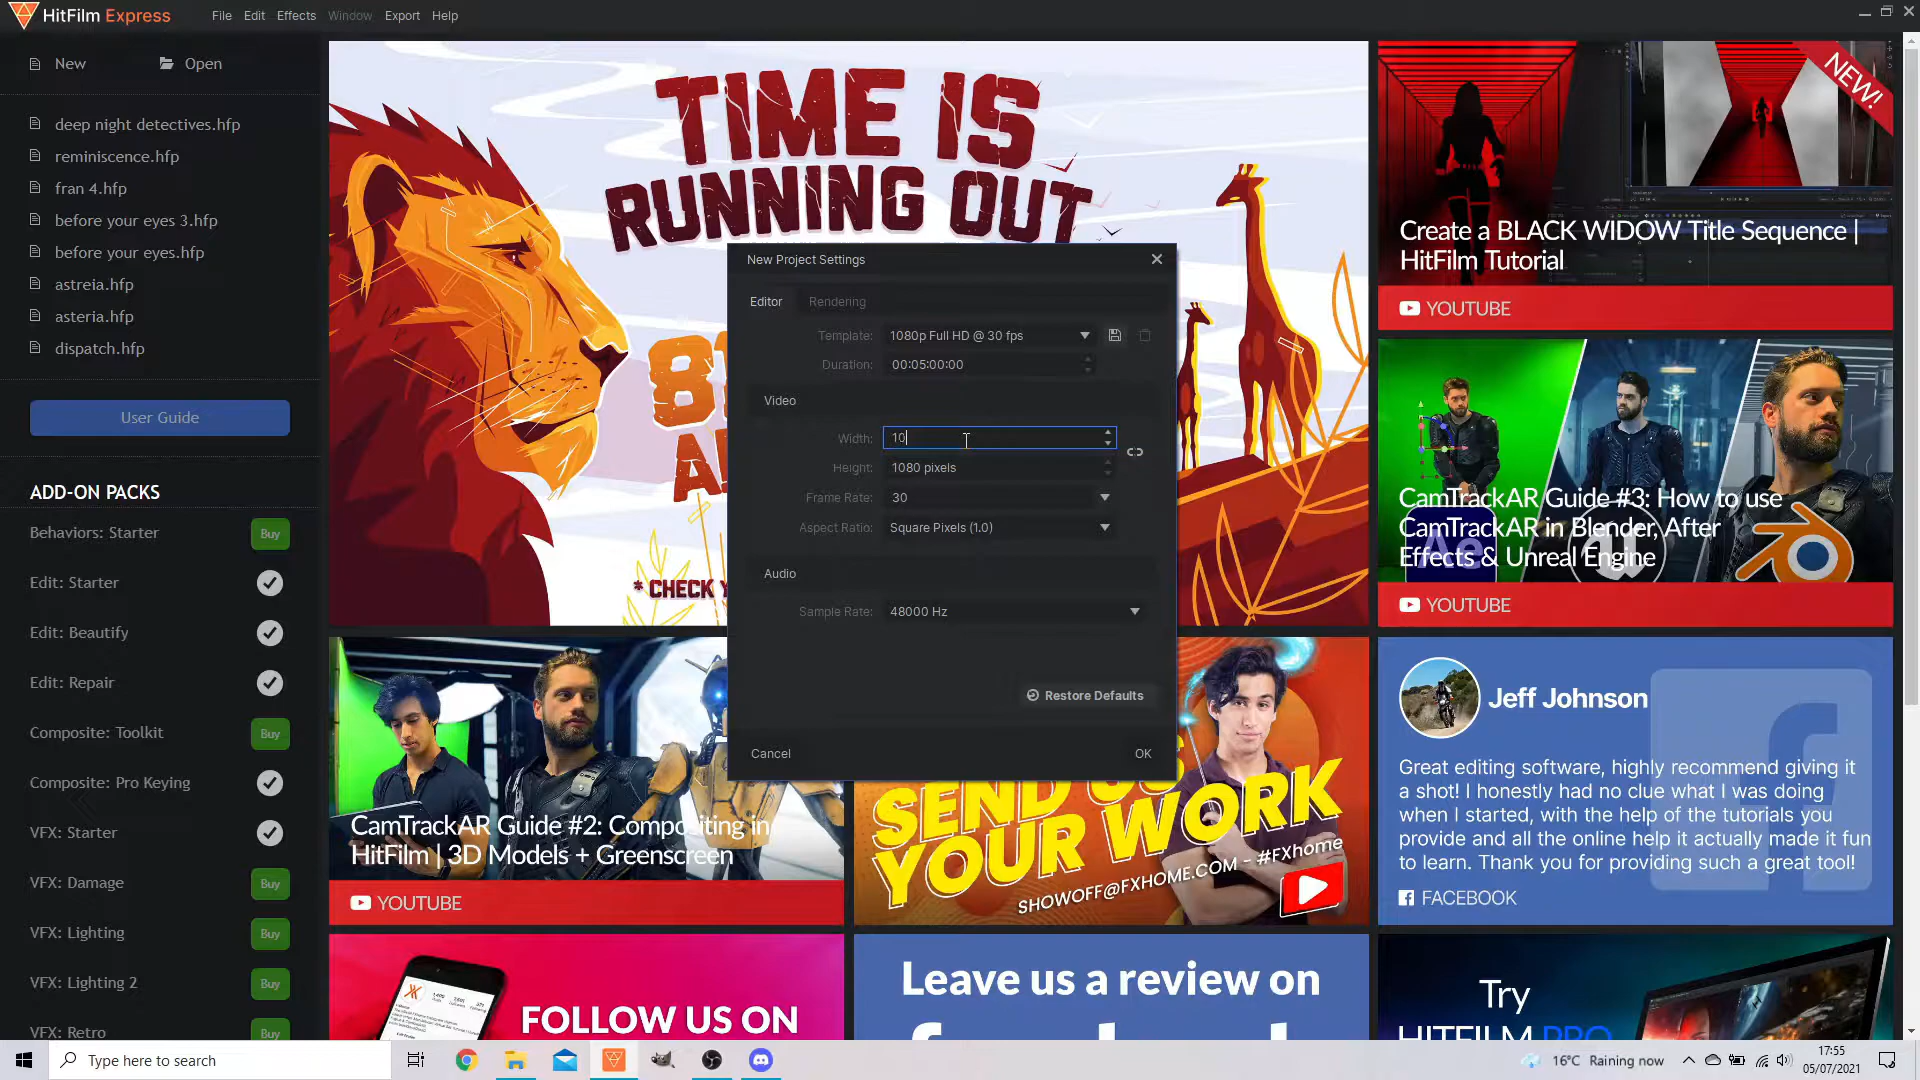 HitFilm Express
File Edit Effects Window Export Help
New Open
deep night detectives.hfp
reminiscence.hfp
fran 4.hfp
before your eyes 3.hfp
before your eyes.hfp
astreia.hfp
asteria.hfp
dispatch.hfp
User Guide
ADD-ON PACKS
Behaviors: Starter Buy
Edit: Starter
Edit: Beautify
Edit: Repair
Composite: Toolkit Buy
Composite: Pro Keying
VFX: Starter
VFX: Damage Buy
VFX: Lighting Buy
VFX: Lighting 2 Buy
VFX: Retro Buy
TIME IS
RUNNING OUT
* CHECK
New Project Settings
Editor Rendering
Template: 1080p Full HD @ 30 fps
Duration: 00:05:00:00
Video
Width: 10
Height: 1080 pixels
Frame Rate: 30
Aspect Ratio: Square Pixels (1.0)
Audio
Sample Rate: 48000 Hz
Restore Defaults
Cancel OK
NEW!
Create a BLACK WIDOW Title Sequence |
HitFilm Tutorial
YOUTUBE
CamTrackAR Guide #3: How to use
CamTrackAR in Blender, After
Effects & Unreal Engine
Ae
YOUTUBE
CamTrackAR Guide #2: Compositing in
HitFilm | 3D Models + Greenscreen
YOUTUBE
SEND US
YOUR WORK
SHOWOFF@FXHOME.COM - #FXhome
Jeff Johnson
Great editing software, highly recommend giving it
a shot! I honestly had no clue what I was doing
when I started, with the help of the tutorials you
provide and all the online help it actually made it fun
to learn. Thank you for providing such a great tool!
FACEBOOK
FOLLOW US ON
Leave us a review on
Try
HITFILM PRO
Type here to search
16°C Raining now
17:55
05/07/2021